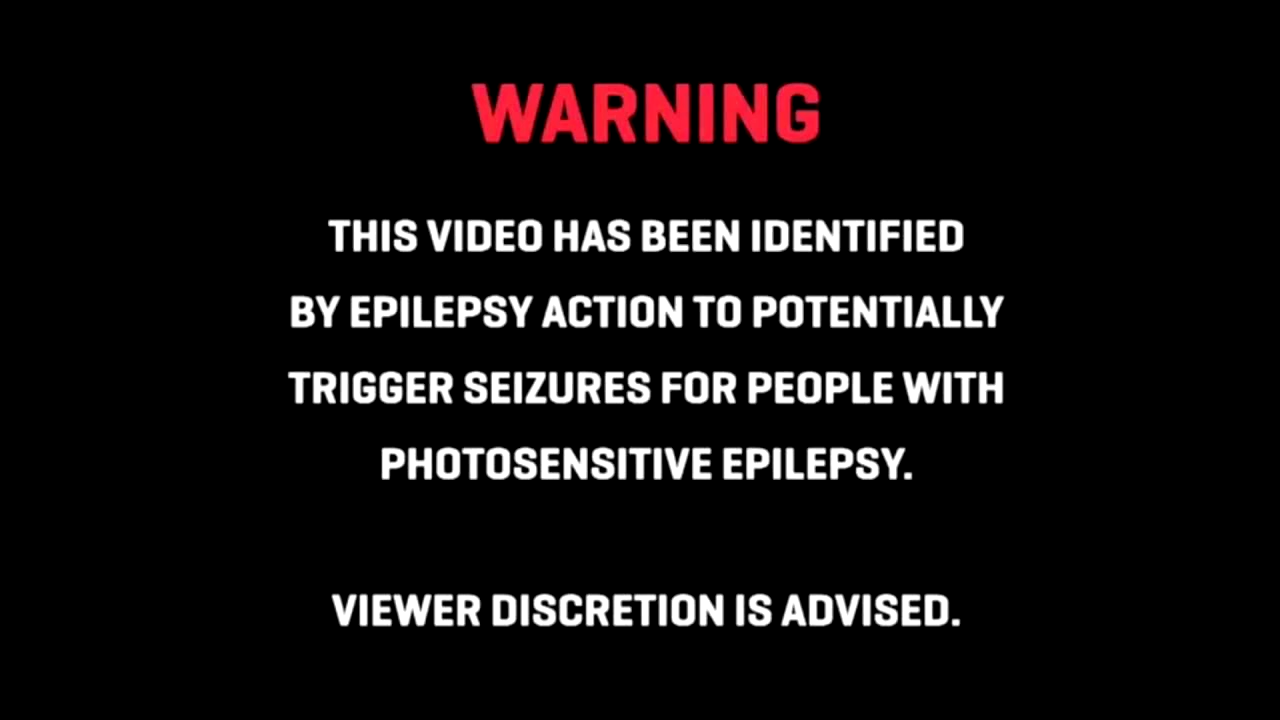 WARNING
THIS VIDEO HAS BEEN IDENTIFIED
BY EPILEPSY ACTION TO POTENTIALLY
TRIGGER SEIZURES FOR PEOPLE WITH
PHOTOSENSITIVE EPILEPSY.
VIEWER DISCRETION IS ADVISED.